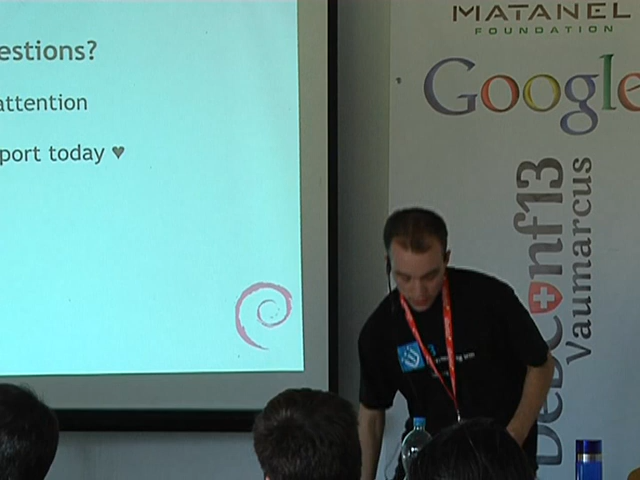 estions?
attention
port today ♥
MATANEL
FOUNDATION
Google
DebConf13
Vaumarcus